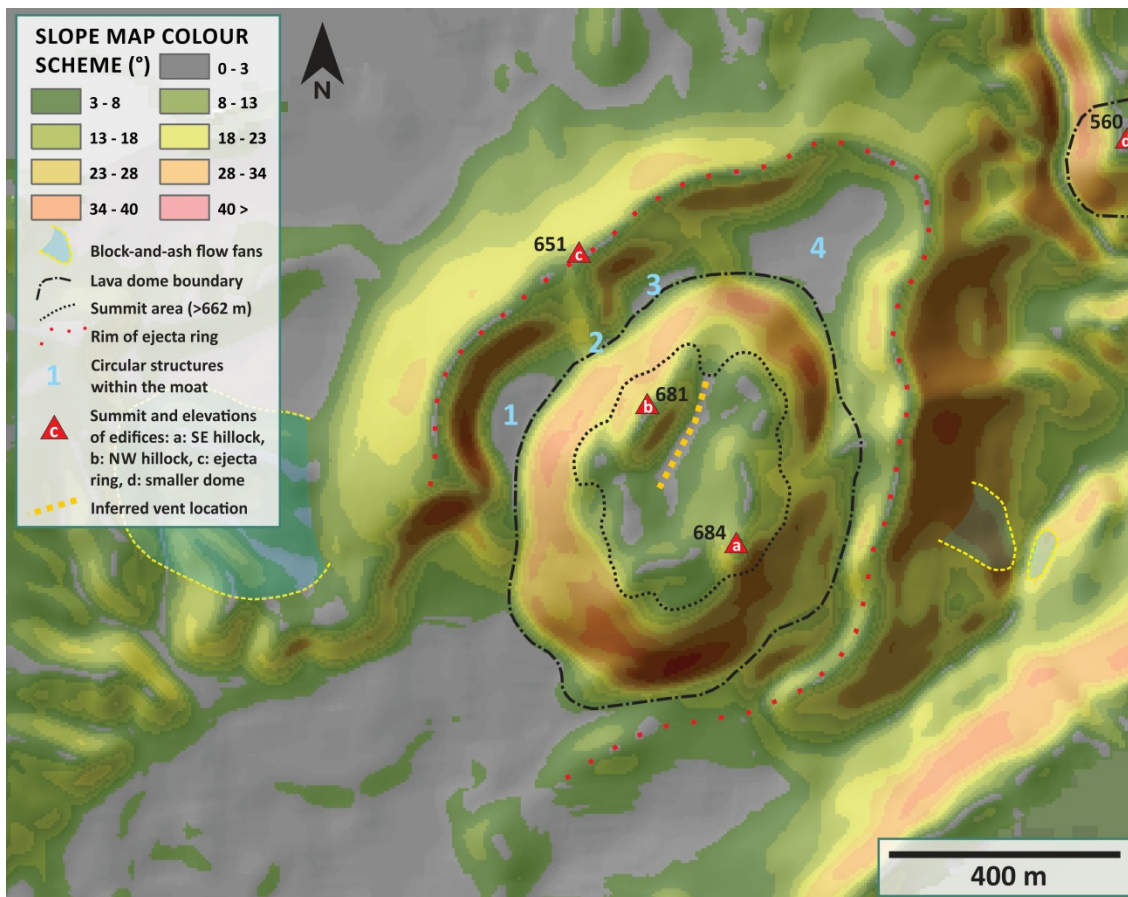 SLOPE MAP COLOUR
SCHEME (°)
0 - 3
3 - 8
8 - 13
13 - 18
18 - 23
23 - 28
28 - 34
34 - 40
40 >
Block-and-ash flow fans
Lava dome boundary
Summit area (>662 m)
Rim of ejecta ring
1
Circular structures
within the moat
c
Summit and elevations
of edifices: a: SE hillock,
b: NW hillock, c: ejecta
ring, d: smaller dome
Inferred vent location
N
560
d
651
c
4
3
2
1
681
b
684
a
400 m